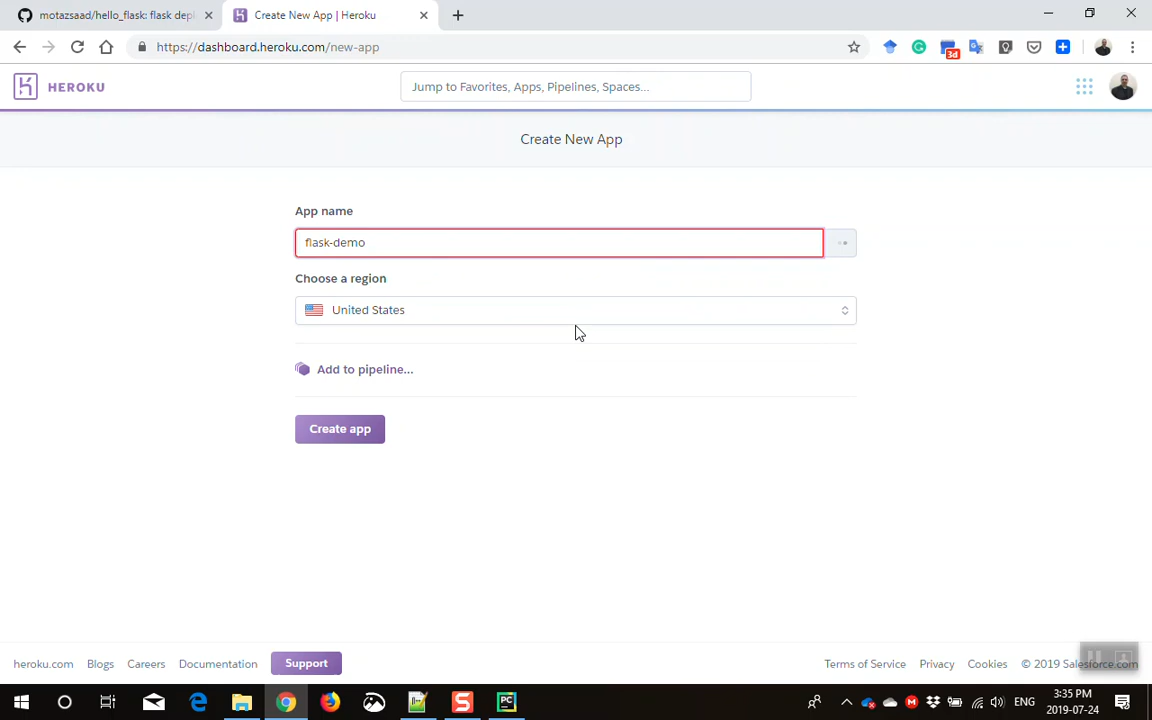 motazsaad/hello_flask: flask depl
Create New App | Heroku
https://dashboard.heroku.com/new-app
3d
HEROKU
Jump to Favorites, Apps, Pipelines, Spaces...
Create New App
App name
flask-demo
Choose a region
United States
Add to pipeline...
Create app
heroku.com
Blogs
Careers
Documentation
Support
Terms of Service
Privacy
Cookies
© 2019 Salesforce.com
ENG
3:35 PM
2019-07-24